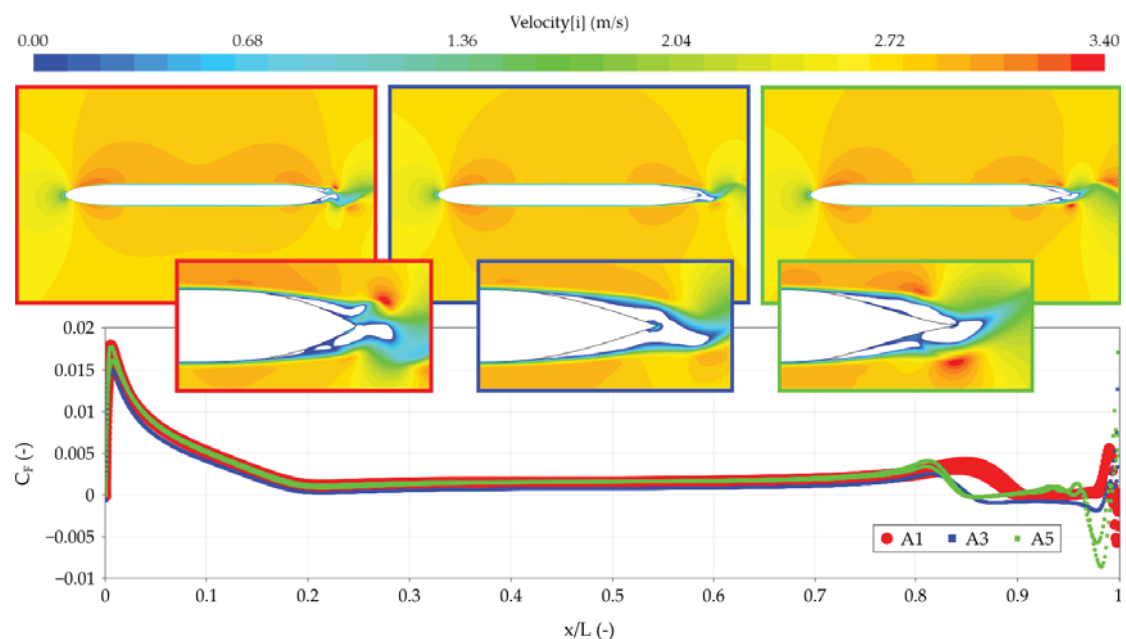 Velocity[i] (m/s)
0.00 0.68 1.36 2.04 2.72 3.40
0.02
0.015
0.01
0.005
0
−0.005
−0.01
C_F (-)
A1 A3 A5
0 0.1 0.2 0.3 0.4 0.5 0.6 0.7 0.8 0.9 1
x/L (-)